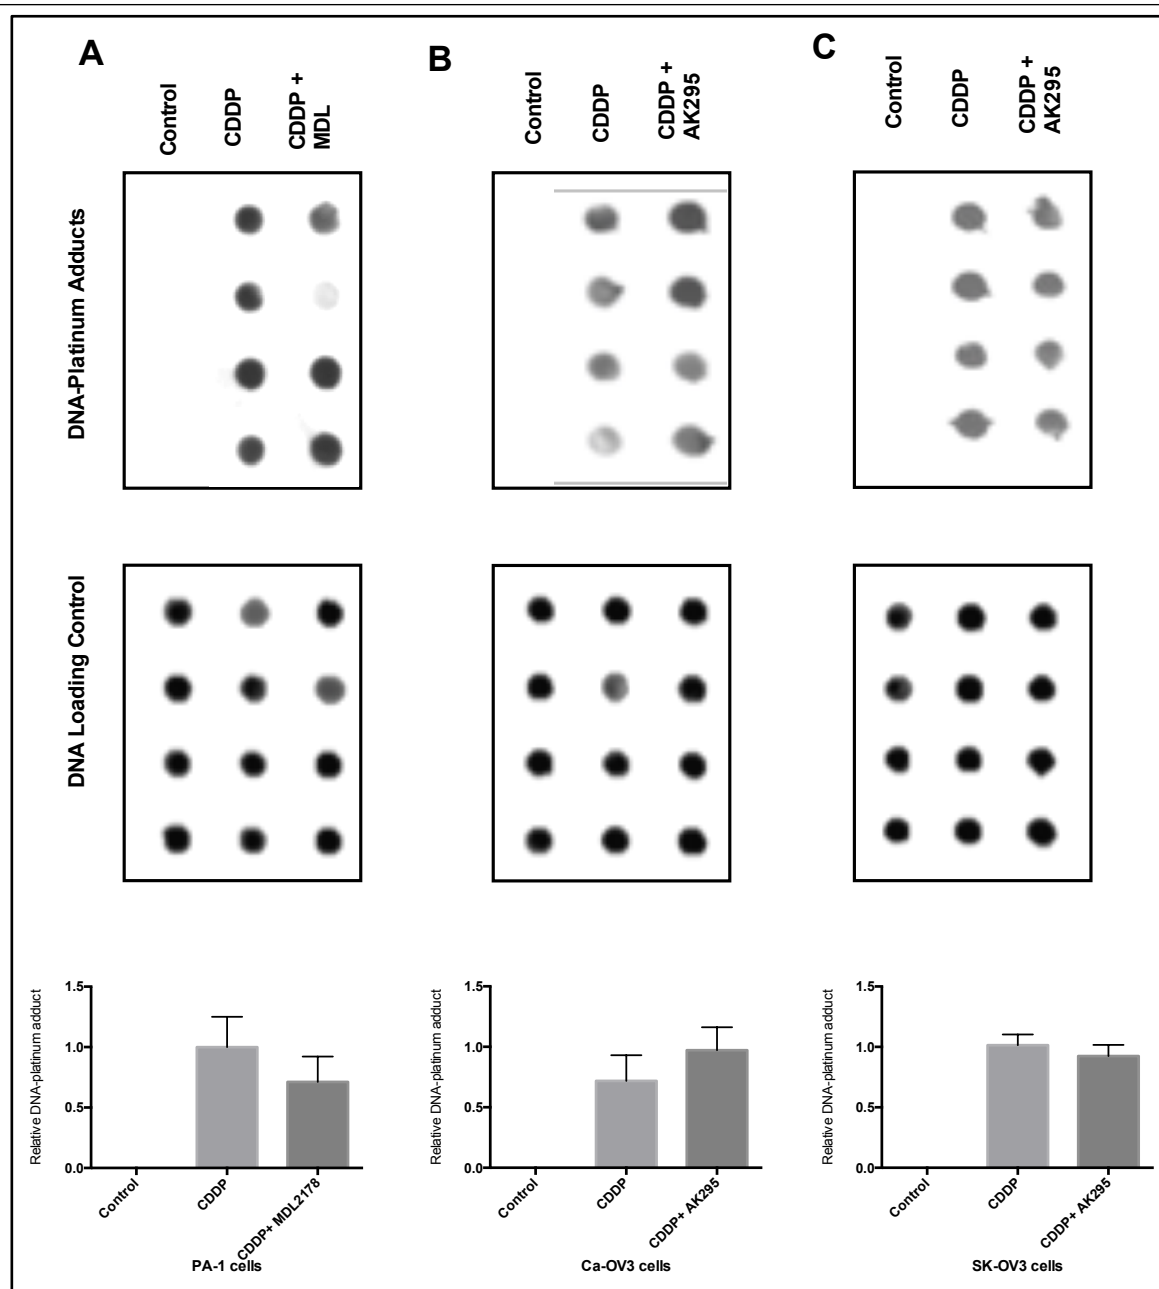 A
B
C
Control
CDDP
CDDP +
MDL
Control
CDDP
CDDP +
AK295
Control
CDDP
CDDP +
AK295
DNA-Platinum Adducts
DNA Loading Control
Relative DNA-platinum adduct
1.5
1.0
0.5
0.0
Control
CDDP
CDDP+ MDL2178
PA-1 cells
Relative DNA-platinum adduct
1.5
1.0
0.5
0.0
Control
CDDP
CDDP+ AK295
Ca-OV3 cells
Relative DNA-platinum adduct
1.5
1.0
0.5
0.0
Control
CDDP
CDDP+ AK295
SK-OV3 cells